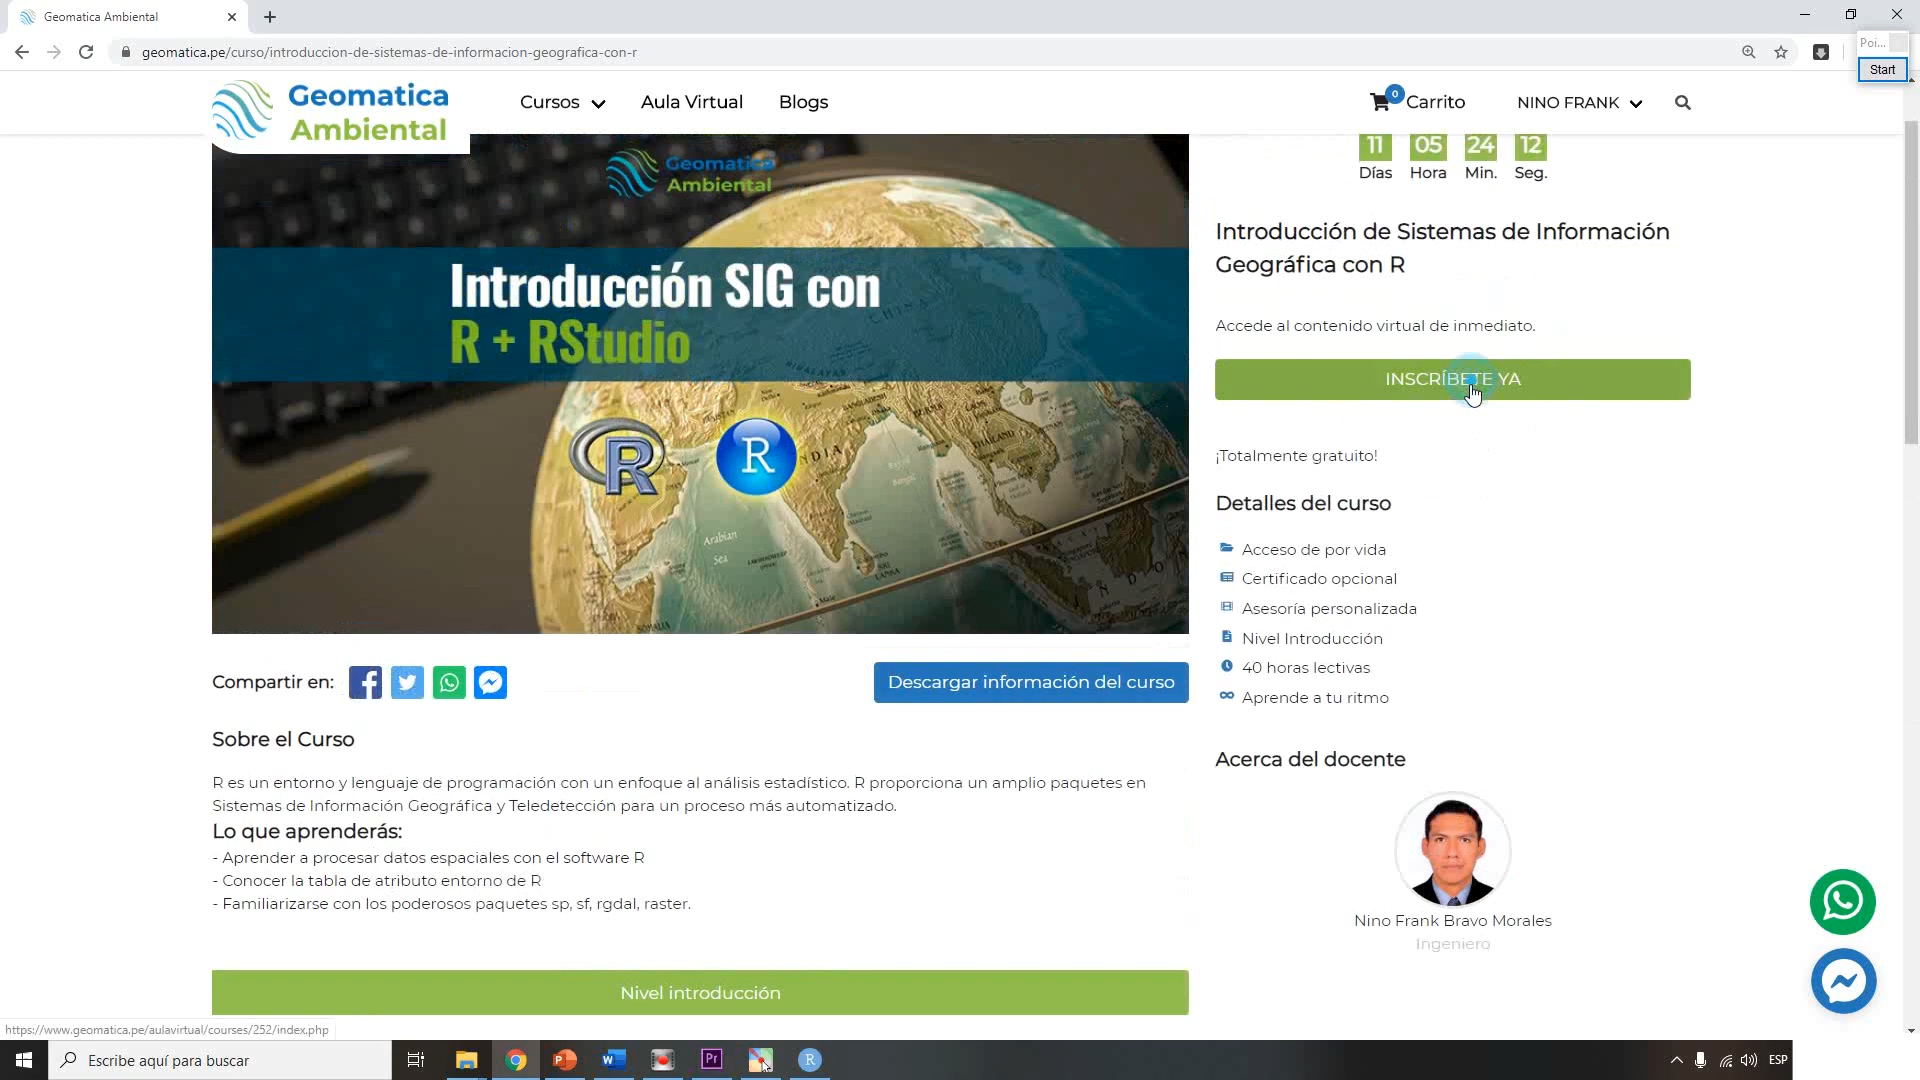 Geomatica Ambiental
geomatica.pe/curso/introduccion-de-sistemas-de-informacion-geografica-con-r
Poi...
Start
Geomatica
Ambiental
Cursos
Aula Virtual
Blogs
0
Carrito
NINO FRANK
11 05 24 12
Días Hora Min. Seg.
Geomatica
Ambiental
Introducción SIG con
R + RStudio
R
R
INDIA
Arabian
Sea
Introducción de Sistemas de Información
Geográfica con R
Accede al contenido virtual de inmediato.
INSCRÍBETE YA
¡Totalmente gratuito!
Detalles del curso
Acceso de por vida
Certificado opcional
Asesoría personalizada
Nivel Introducción
40 horas lectivas
Aprende a tu ritmo
Compartir en:
Descargar información del curso
Sobre el Curso
R es un entorno y lenguaje de programación con un enfoque al análisis estadístico. R proporciona un amplio paquetes en
Sistemas de Información Geográfica y Teledetección para un proceso más automatizado.
Lo que aprenderás:
- Aprender a procesar datos espaciales con el software R
- Conocer la tabla de atributo entorno de R
- Familiarizarse con los poderosos paquetes sp, sf, rgdal, raster.
Acerca del docente
Nino Frank Bravo Morales
Ingeniero
Nivel introducción
https://www.geomatica.pe/aulavirtual/courses/252/index.php
Escribe aquí para buscar
ESP